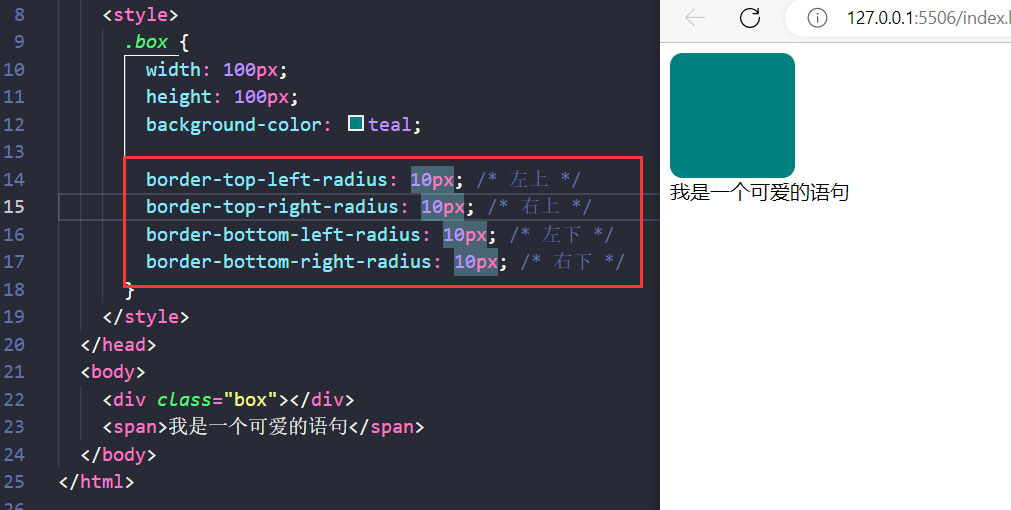 8 <style>
9 .box {
10 width: 100px;
11 height: 100px;
12 background-color: teal;
13
14 border-top-left-radius: 10px; /* 左上 */
15 border-top-right-radius: 10px; /* 右上 */
16 border-bottom-left-radius: 10px; /* 左下 */
17 border-bottom-right-radius: 10px; /* 右下 */
18 }
19 </style>
20 </head>
21 <body>
22 <div class="box"></div>
23 <span>我是一个可爱的语句</span>
24 </body>
25 </html>
127.0.0.1:5506/index.h
我是一个可爱的语句